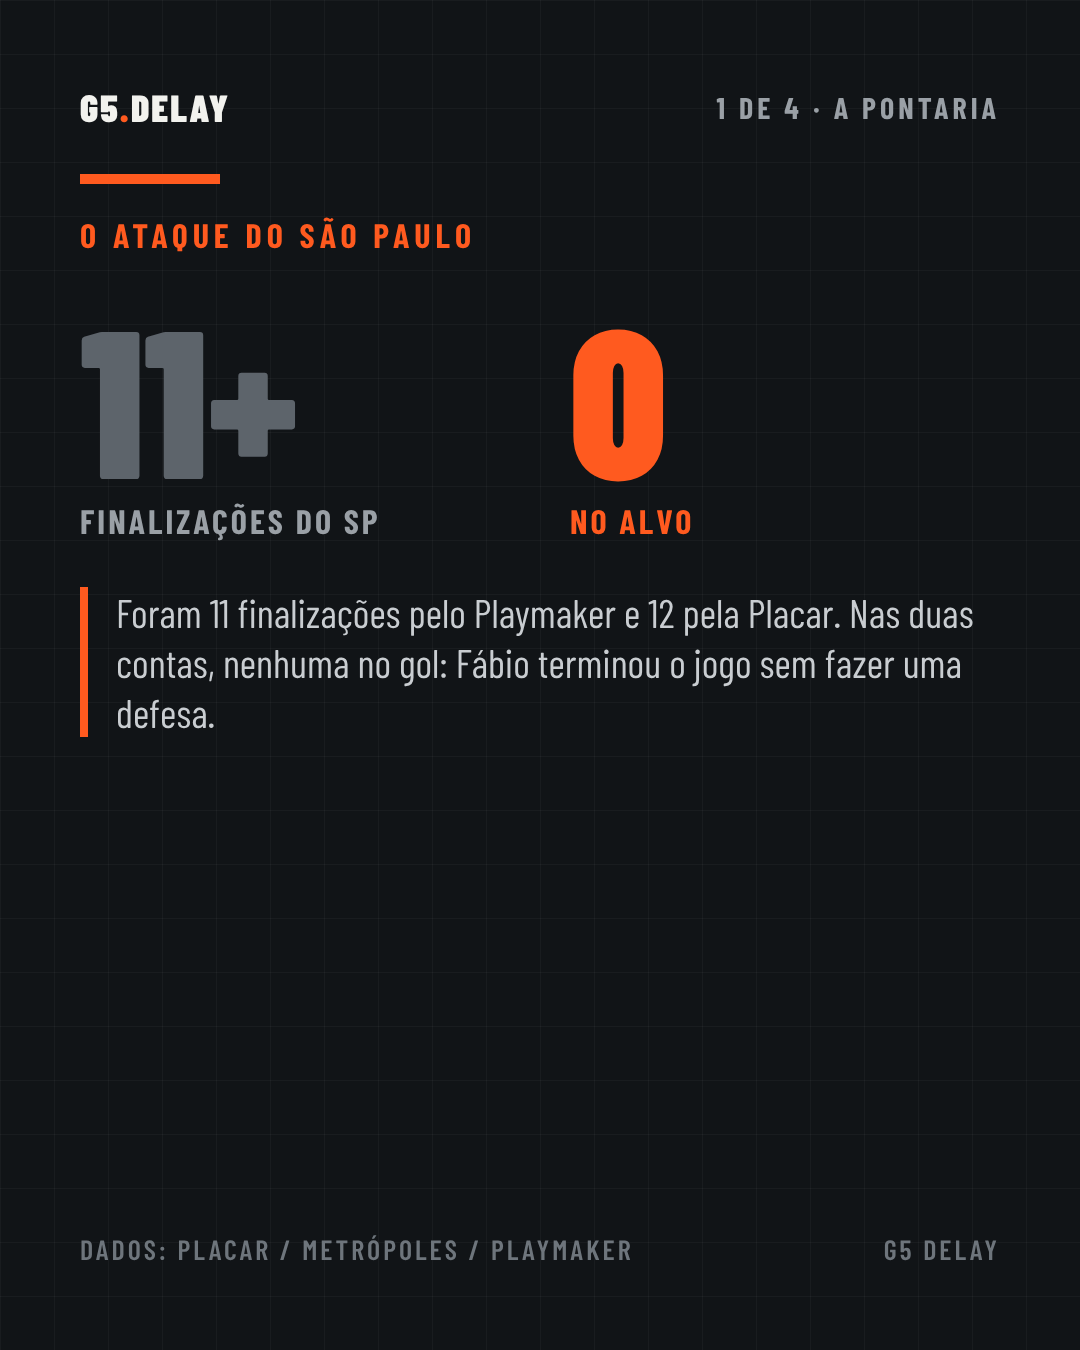 G5.DELAY
1 DE 4 · A PONTARIA
O ATAQUE DO SÃO PAULO
11+
0
FINALIZAÇÕES DO SP
NO ALVO
Foram 11 finalizações pelo Playmaker e 12 pela Placar. Nas duas
contas, nenhuma no gol: Fábio terminou o jogo sem fazer uma
defesa.
DADOS: PLACAR / METRÓPOLES / PLAYMAKER
G5 DELAY